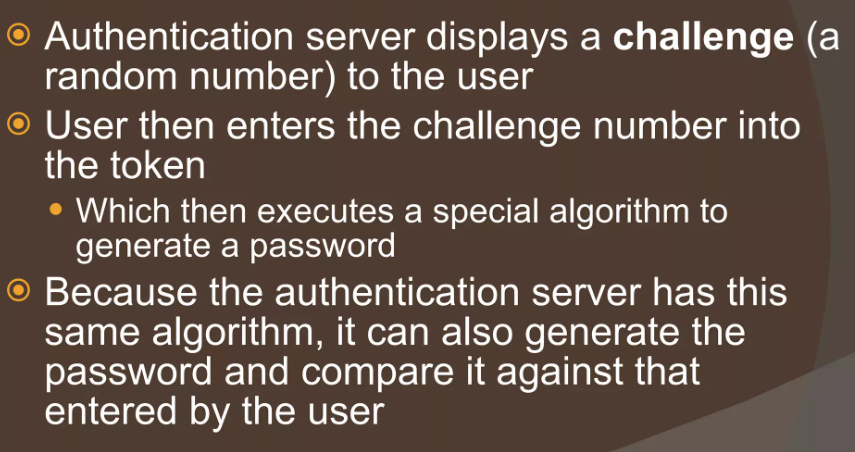 Authentication server displays a challenge (a
random number) to the user
User then enters the challenge number into
the token
Which then executes a special algorithm to
generate a password
Because the authentication server has this
same algorithm, it can also generate the
password and compare it against that
entered by the user